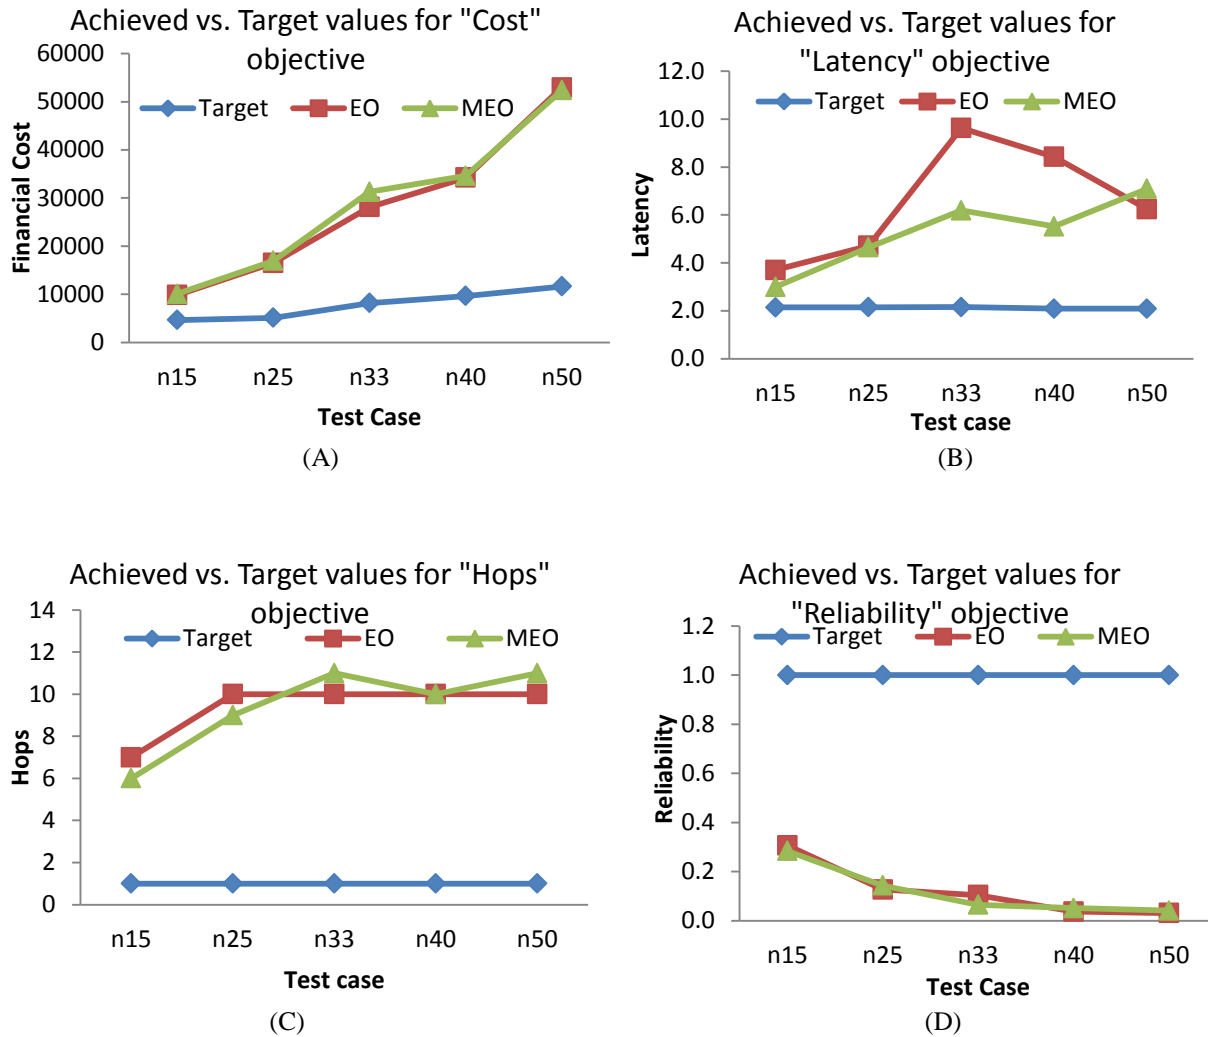 Achieved vs. Target values for "Cost"
objective
60000
50000
40000
30000
20000
10000
0
Financial Cost
Target EO MEO
n15 n25 n33 n40 n50
Test Case
(A)
Achieved vs. Target values for
"Latency" objective
12.0
10.0
8.0
6.0
4.0
2.0
0.0
Latency
Target EO MEO
n15 n25 n33 n40 n50
Test case
(B)
Achieved vs. Target values for "Hops"
objective
14
12
10
8
6
4
2
0
Hops
Target EO MEO
n15 n25 n33 n40 n50
Test case
(C)
Achieved vs. Target values for
"Reliability" objective
1.2
1.0
0.8
0.6
0.4
0.2
0.0
Reliability
Target EO MEO
n15 n25 n33 n40 n50
Test Case
(D)